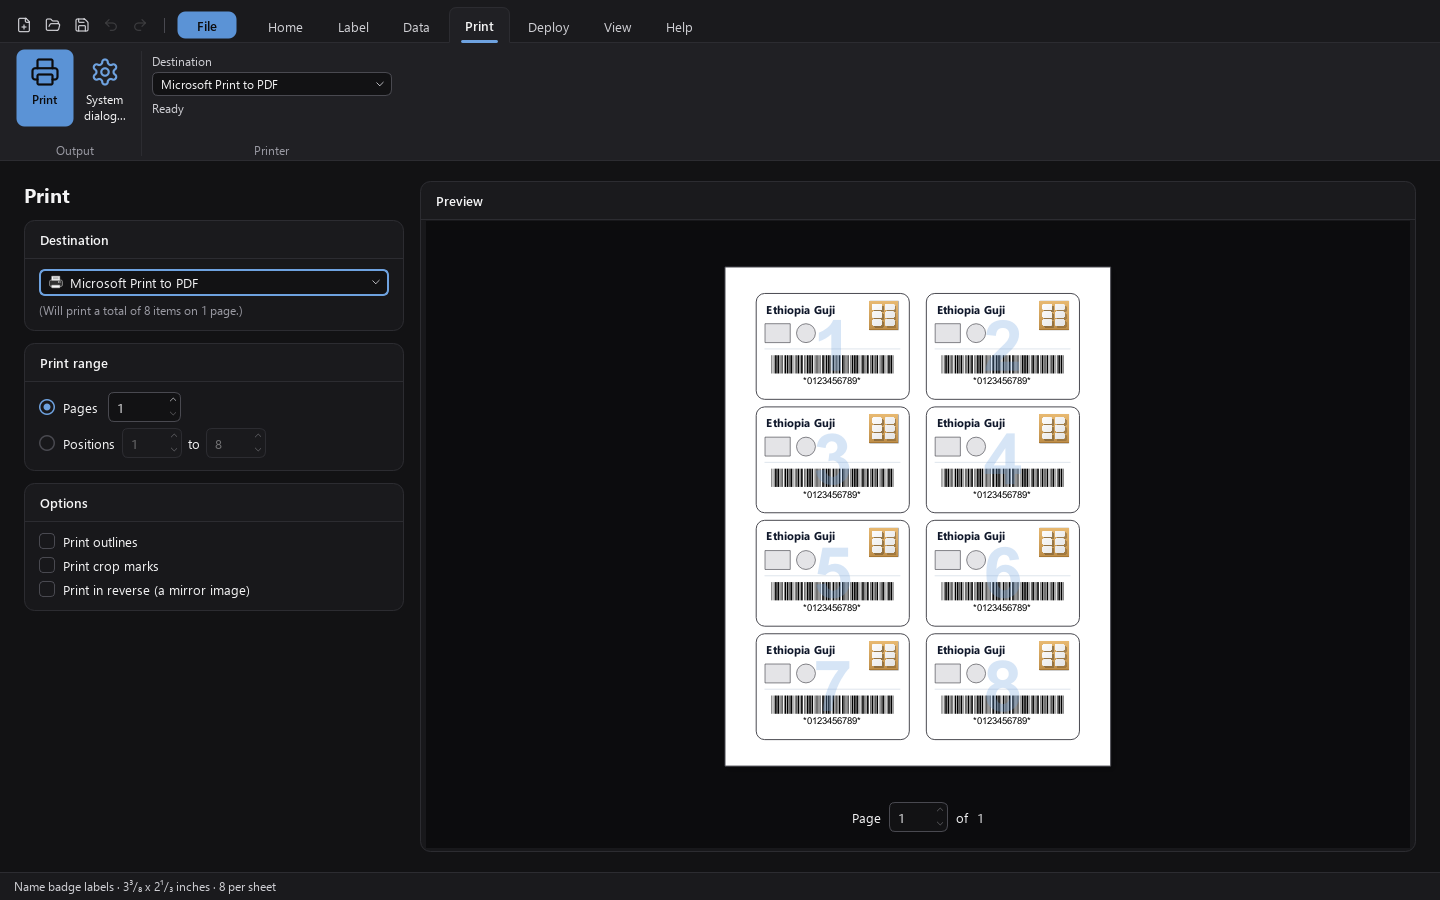 File
Home
Label
Data
Print
Deploy
View
Help
Print
System
dialog...
Output
Destination
Microsoft Print to PDF
Ready
Printer
Print
Destination
Microsoft Print to PDF
(Will print a total of 8 items on 1 page.)
Print range
Pages 1
Positions 1 to 8
Options
Print outlines
Print crop marks
Print in reverse (a mirror image)
Preview
Ethiopia Guji
1
*0123456789*
Ethiopia Guji
2
*0123456789*
Ethiopia Guji
3
*0123456789*
Ethiopia Guji
4
*0123456789*
Ethiopia Guji
5
*0123456789*
Ethiopia Guji
6
*0123456789*
Ethiopia Guji
7
*0123456789*
Ethiopia Guji
8
*0123456789*
Page 1 of 1
Name badge labels · 3³/₈ x 2¹/₃ inches · 8 per sheet